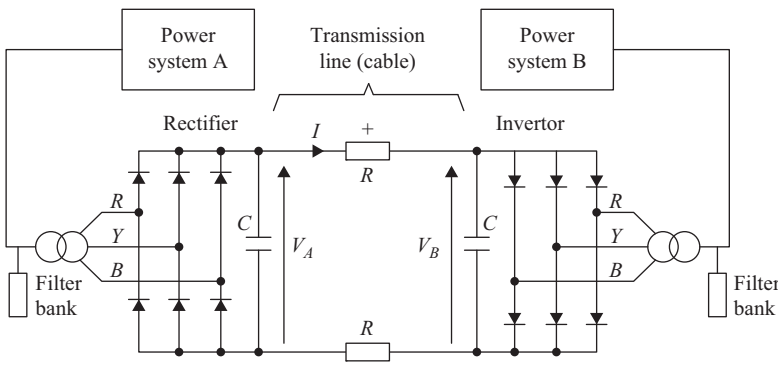 Power
system A
Transmission
line (cable)
Power
system B
Rectifier
I
+
Invertor
R
R
R
Y
C
V_A
V_B
C
Y
B
B
Filter
bank
Filter
bank
R